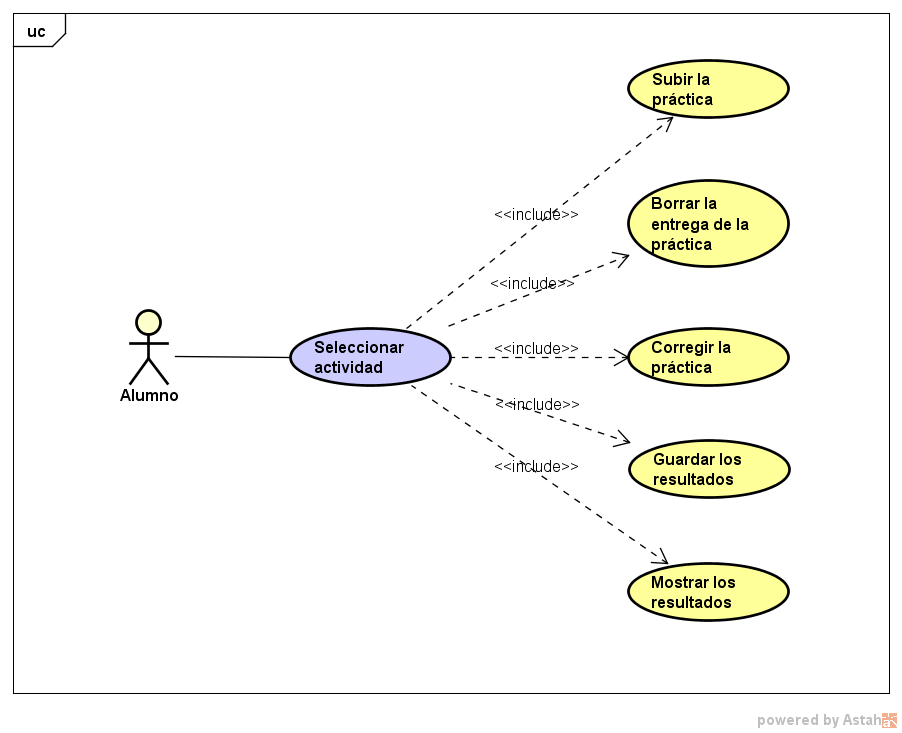 uc
Subir la
práctica
<<include>>
Borrar la
entrega de la
práctica
<<include>>
Alumno
Seleccionar
actividad
<<include>>
Corregir la
práctica
<<include>>
Guardar los
resultados
<<include>>
Mostrar los
resultados
powered by Astah